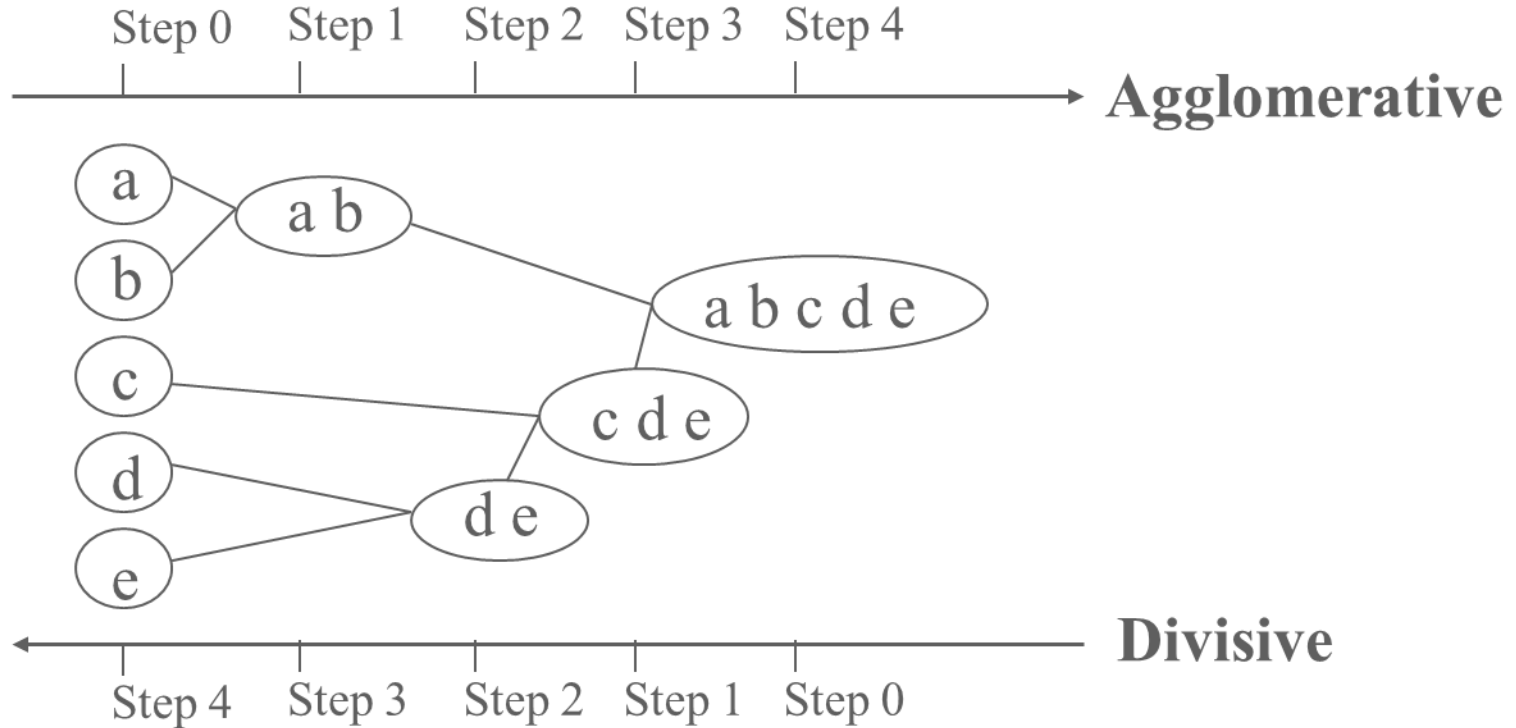 Step 0 Step 1 Step 2 Step 3 Step 4
Agglomerative
a
a b
b
a b c d e
c
c d e
d
d e
e
Divisive
Step 4 Step 3 Step 2 Step 1 Step 0